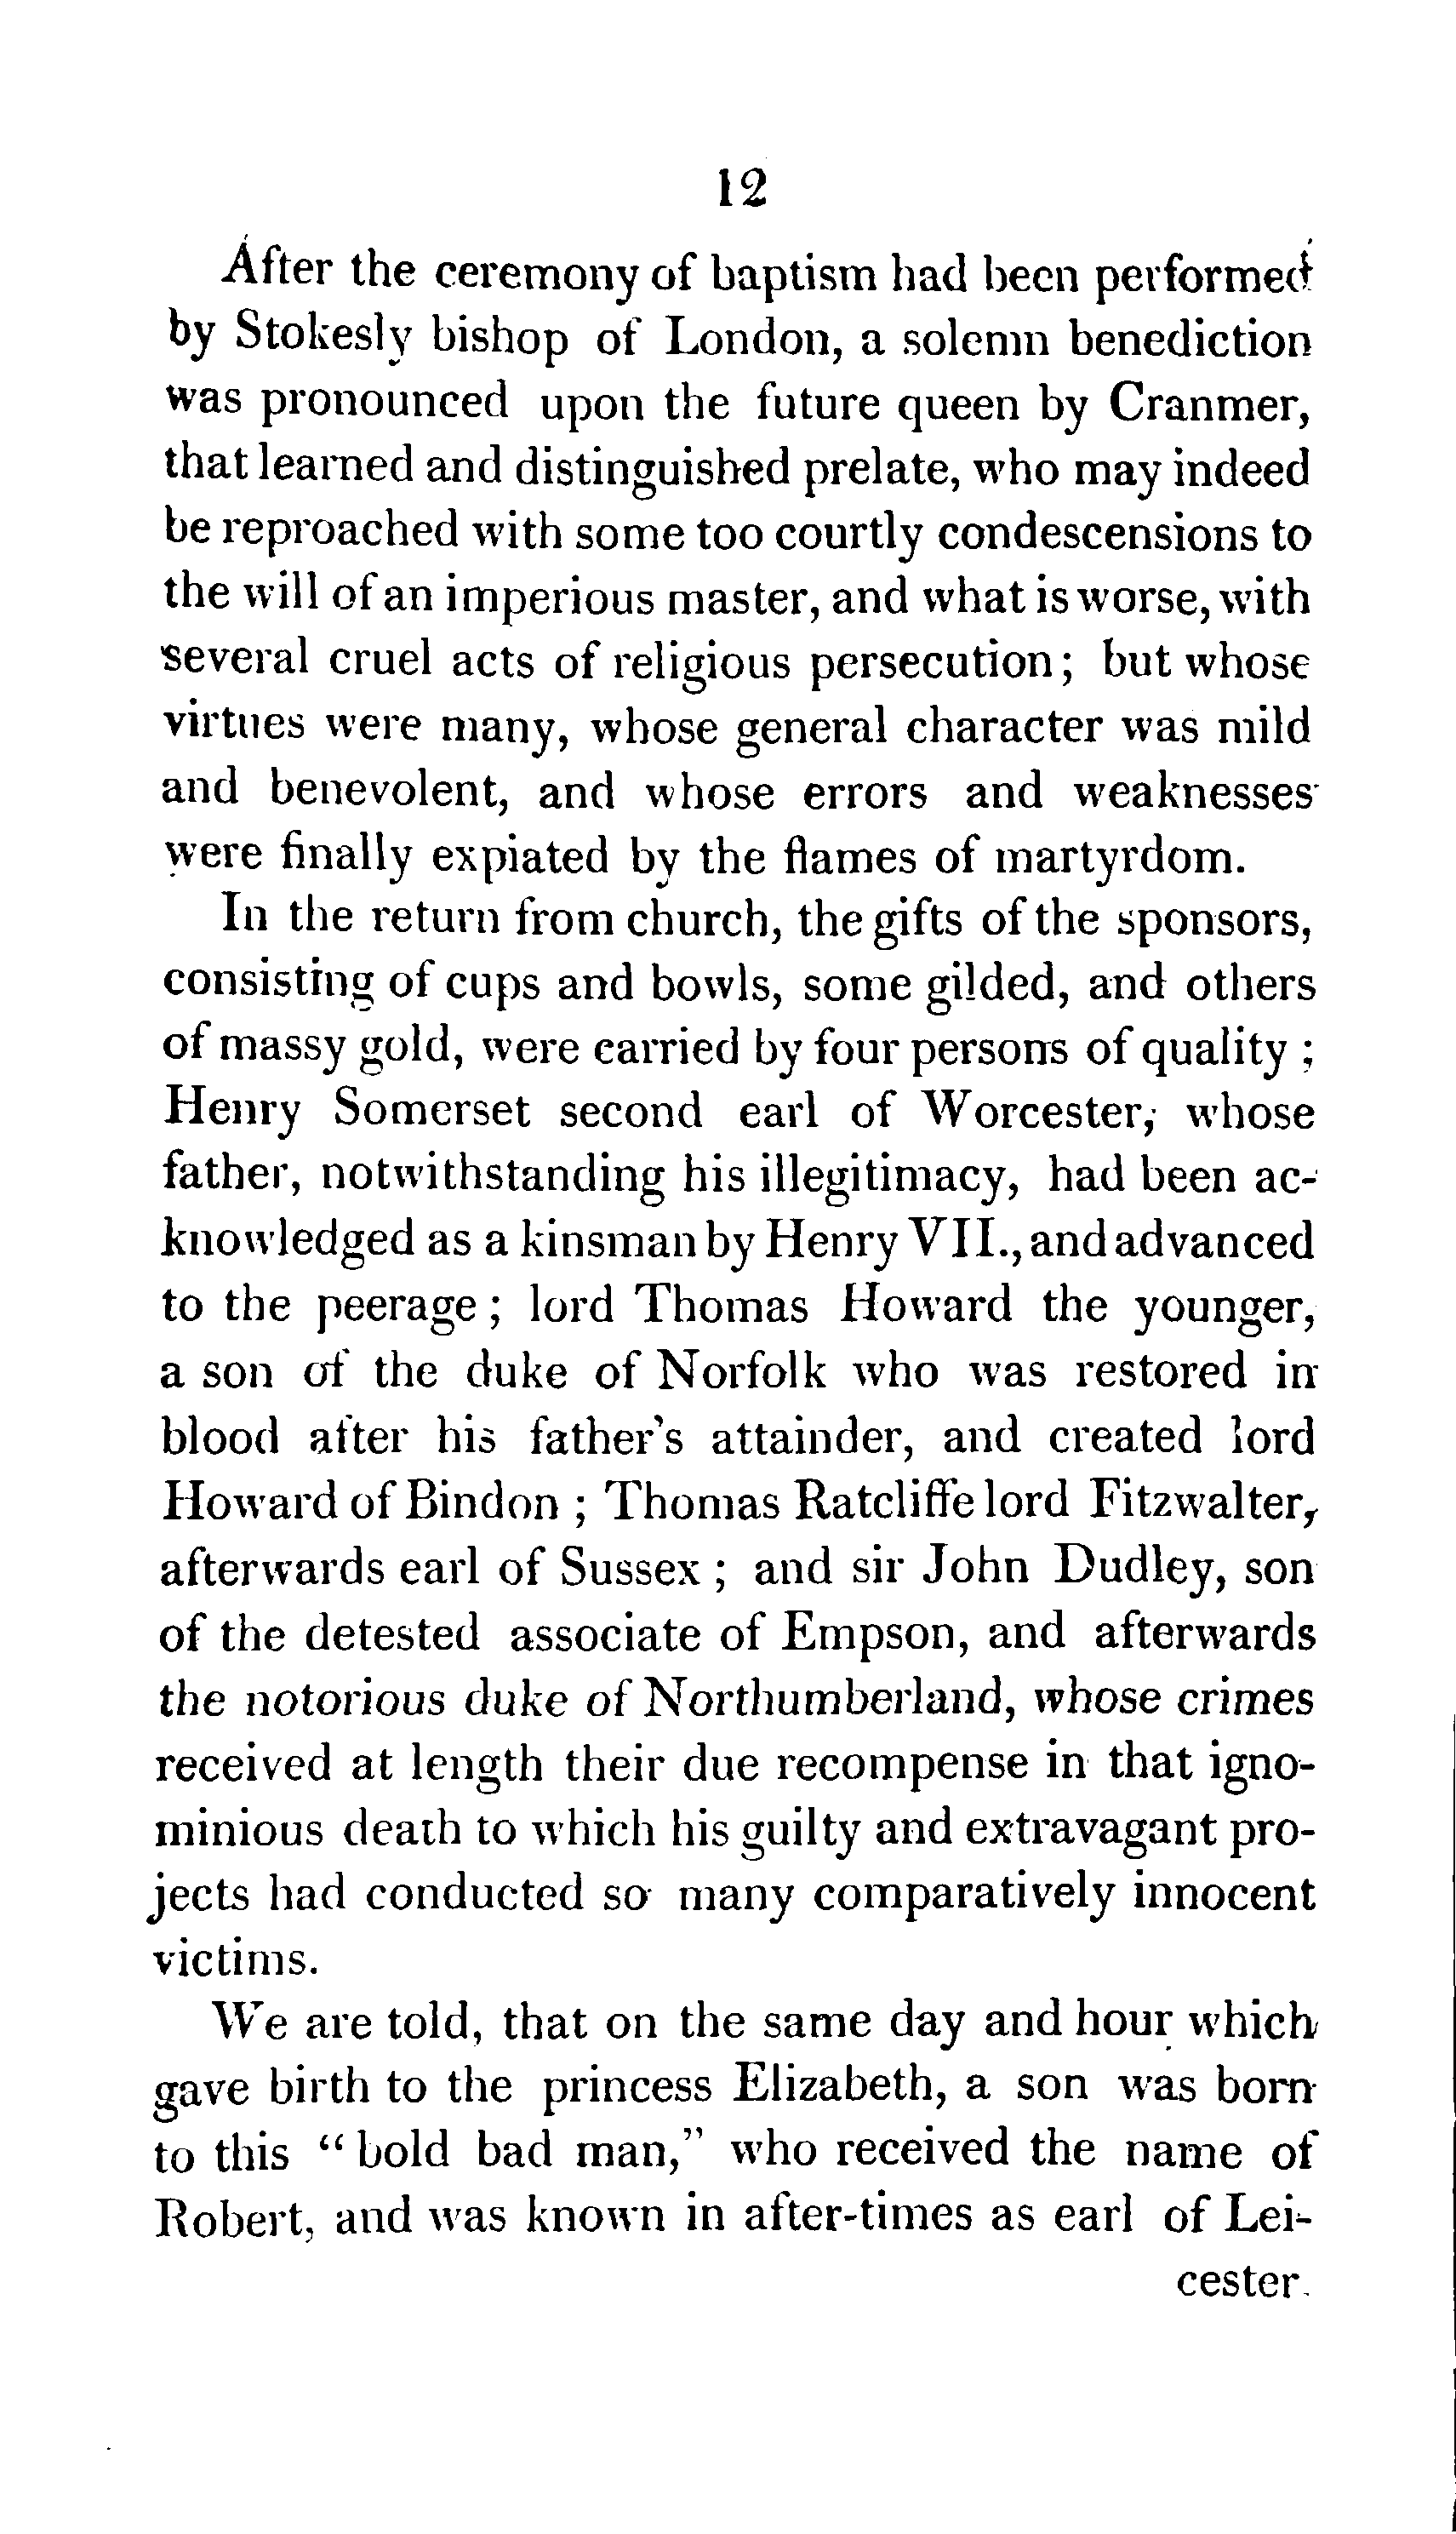 12
After the ceremony of baptism had been performed
by Stokesly bishop of London, a solemn benediction
was pronounced upon the future queen by Cranmer,
that learned and distinguished prelate, who may indeed
be reproached with some too courtly condescensions to
the will of an imperious master, and what is worse, with
several cruel acts of religious persecution; but whose
virtues were many, whose general character was mild
and benevolent, and whose errors and weaknesses
were finally expiated by the flames of martyrdom.
In the return from church, the gifts of the sponsors,
consisting of cups and bowls, some gilded, and others
of massy gold, were carried by four persons of quality ;
Henry Somerset second earl of Worcester, whose
father, notwithstanding his illegitimacy, had been ac-
knowledged as a kinsman by Henry VII., and advanced
to the peerage ; lord Thomas Howard the younger,
a son of the duke of Norfolk who was restored in
blood after his father's attainder, and created lord
Howard of Bindon ; Thomas Ratcliffe lord Fitzwalter,
afterwards earl of Sussex ; and sir John Dudley, son
of the detested associate of Empson, and afterwards
the notorious duke of Northumberland, whose crimes
received at length their due recompense in that igno-
minious death to which his guilty and extravagant pro-
jects had conducted so many comparatively innocent
victims.
We are told, that on the same day and hour which
gave birth to the princess Elizabeth, a son was born
to this “ bold bad man,” who received the name of
Robert, and was known in after-times as earl of Lei-
cester.